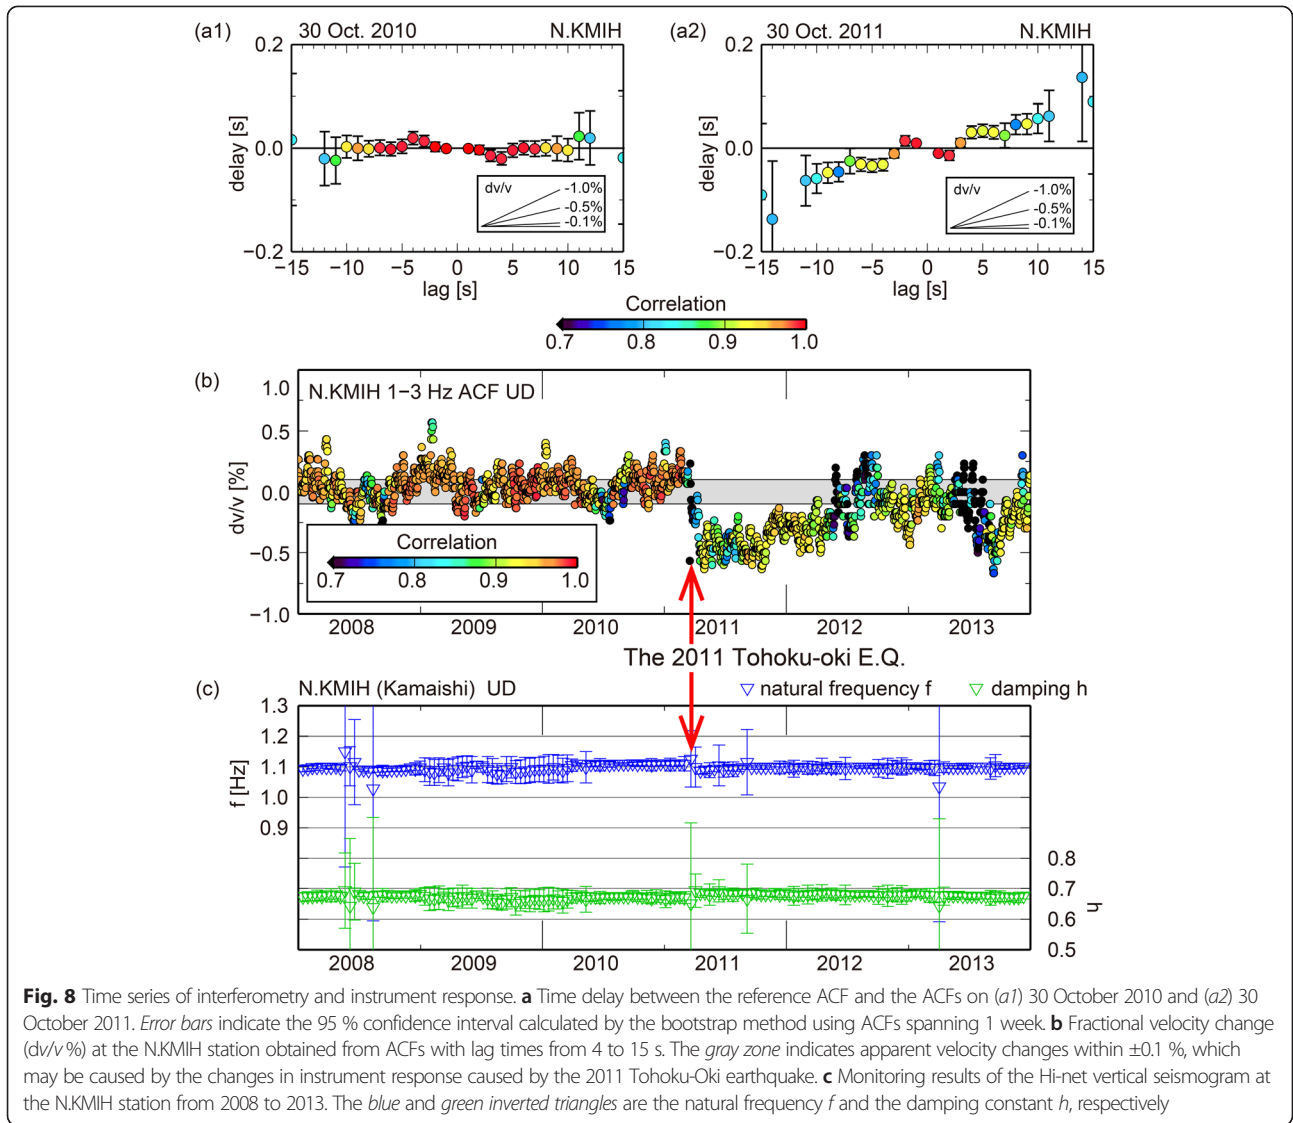 (a1) 30 Oct. 2010 N.KMIH
(a2) 30 Oct. 2011 N.KMIH
0.2 0.2
delay [s] 0.0 delay [s] 0.0
dv/v -1.0% -0.5% -0.1%
dv/v -1.0% -0.5% -0.1%
−0.2 −0.2
−15 −10 −5 0 5 10 15
−15 −10 −5 0 5 10 15
lag [s] lag [s]
Correlation
0.7 0.8 0.9 1.0
(b)
N.KMIH 1−3 Hz ACF UD
1.0
0.5
dv/v [%] 0.0
−0.5
−1.0
Correlation
0.7 0.8 0.9 1.0
2008 2009 2010 2011 2012 2013
The 2011 Tohoku-oki E.Q.
(c) N.KMIH (Kamaishi) UD natural frequency f damping h
1.3
1.2
1.1
f [Hz] 1.0
0.9
0.8
0.7
0.6 h
0.5
2008 2009 2010 2011 2012 2013
Fig. 8 Time series of interferometry and instrument response. a Time delay between the reference ACF and the ACFs on (a1) 30 October 2010 and (a2) 30
October 2011. Error bars indicate the 95 % confidence interval calculated by the bootstrap method using ACFs spanning 1 week. b Fractional velocity change
(dv/v %) at the N.KMIH station obtained from ACFs with lag times from 4 to 15 s. The gray zone indicates apparent velocity changes within ±0.1 %, which
may be caused by the changes in instrument response caused by the 2011 Tohoku-Oki earthquake. c Monitoring results of the Hi-net vertical seismogram at
the N.KMIH station from 2008 to 2013. The blue and green inverted triangles are the natural frequency f and the damping constant h, respectively